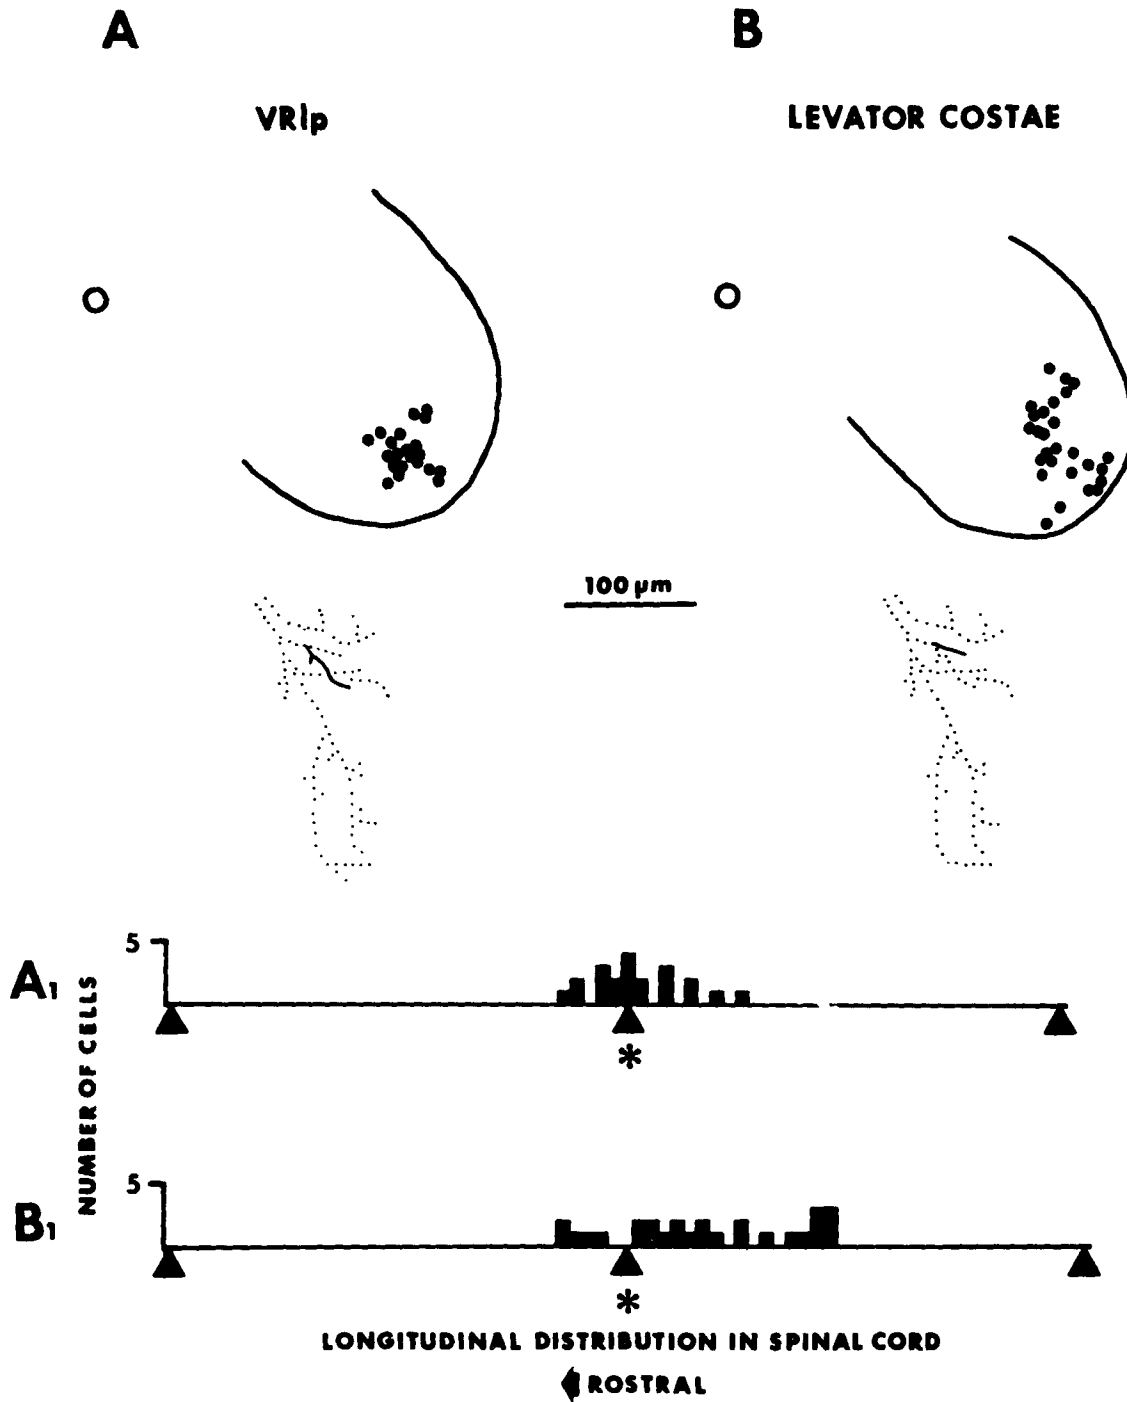 A
B
VRlp
LEVATOR COSTAE
100 μm
A1
5
*
NUMBER OF CELLS
B1
5
*
LONGITUDINAL DISTRIBUTION IN SPINAL CORD
ROSTRAL